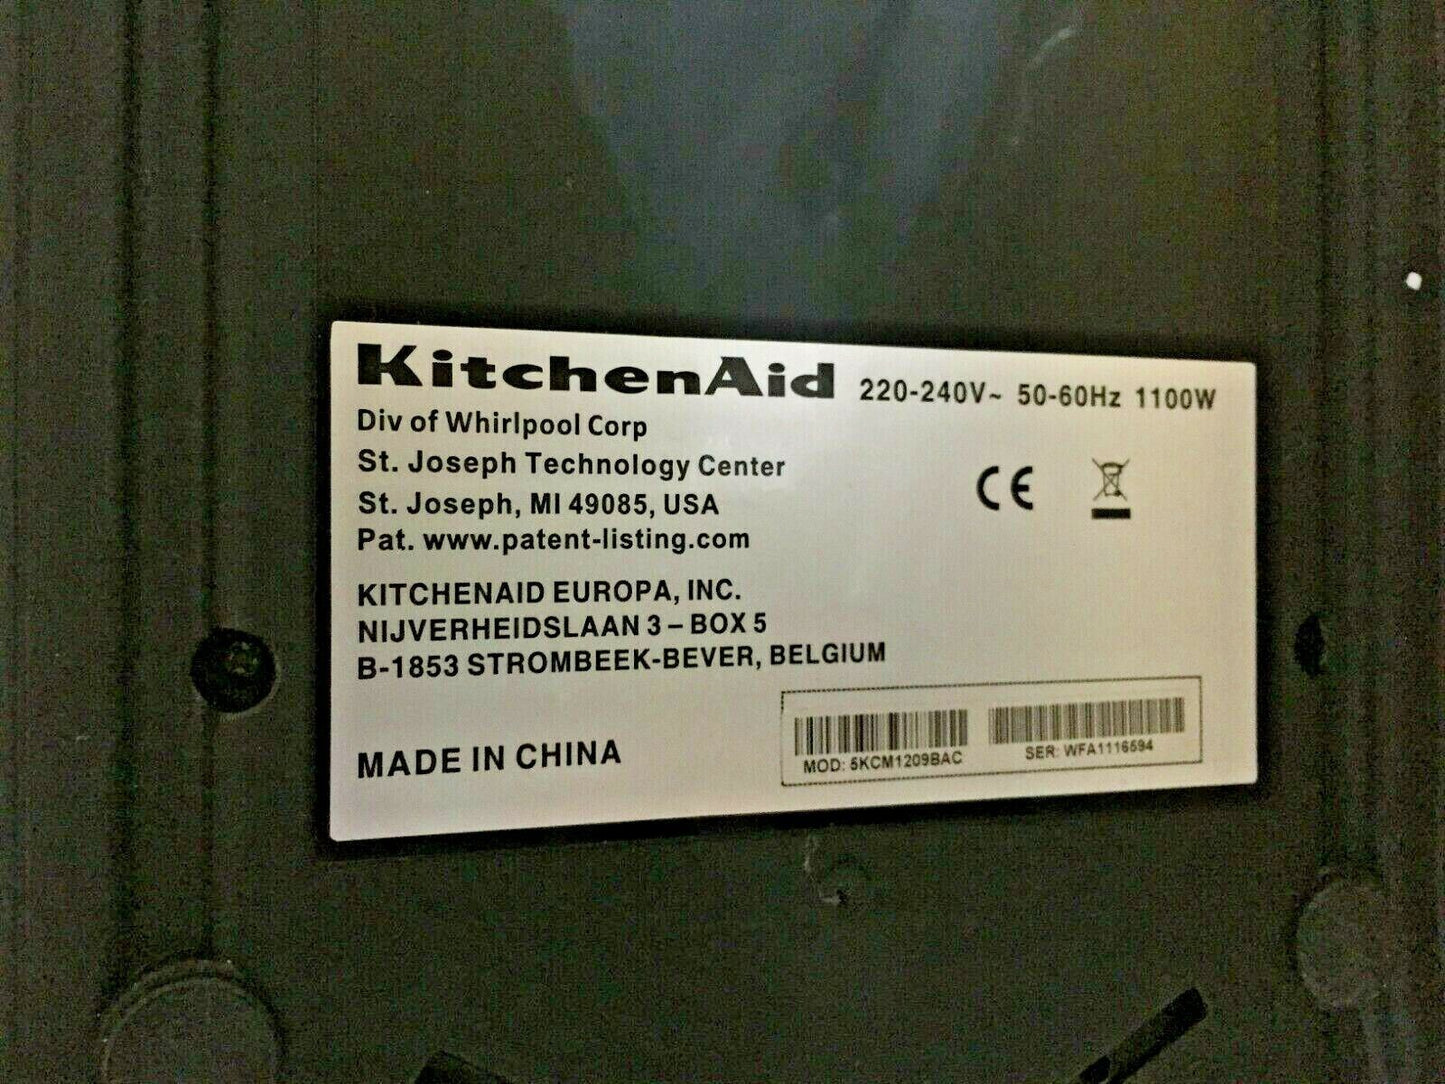 KitchenAid 220-240V~ 50-60Hz 1100W
Div of Whirlpool Corp
St. Joseph Technology Center
St. Joseph, MI 49085, USA
Pat. www.patent-listing.com
CE
KITCHENAID EUROPA, INC.
NIJVERHEIDSLAAN 3 – BOX 5
B-1853 STROMBEEK-BEVER, BELGIUM
MADE IN CHINA
MOD: 5KCM1209BAC
SER: WFA1116594